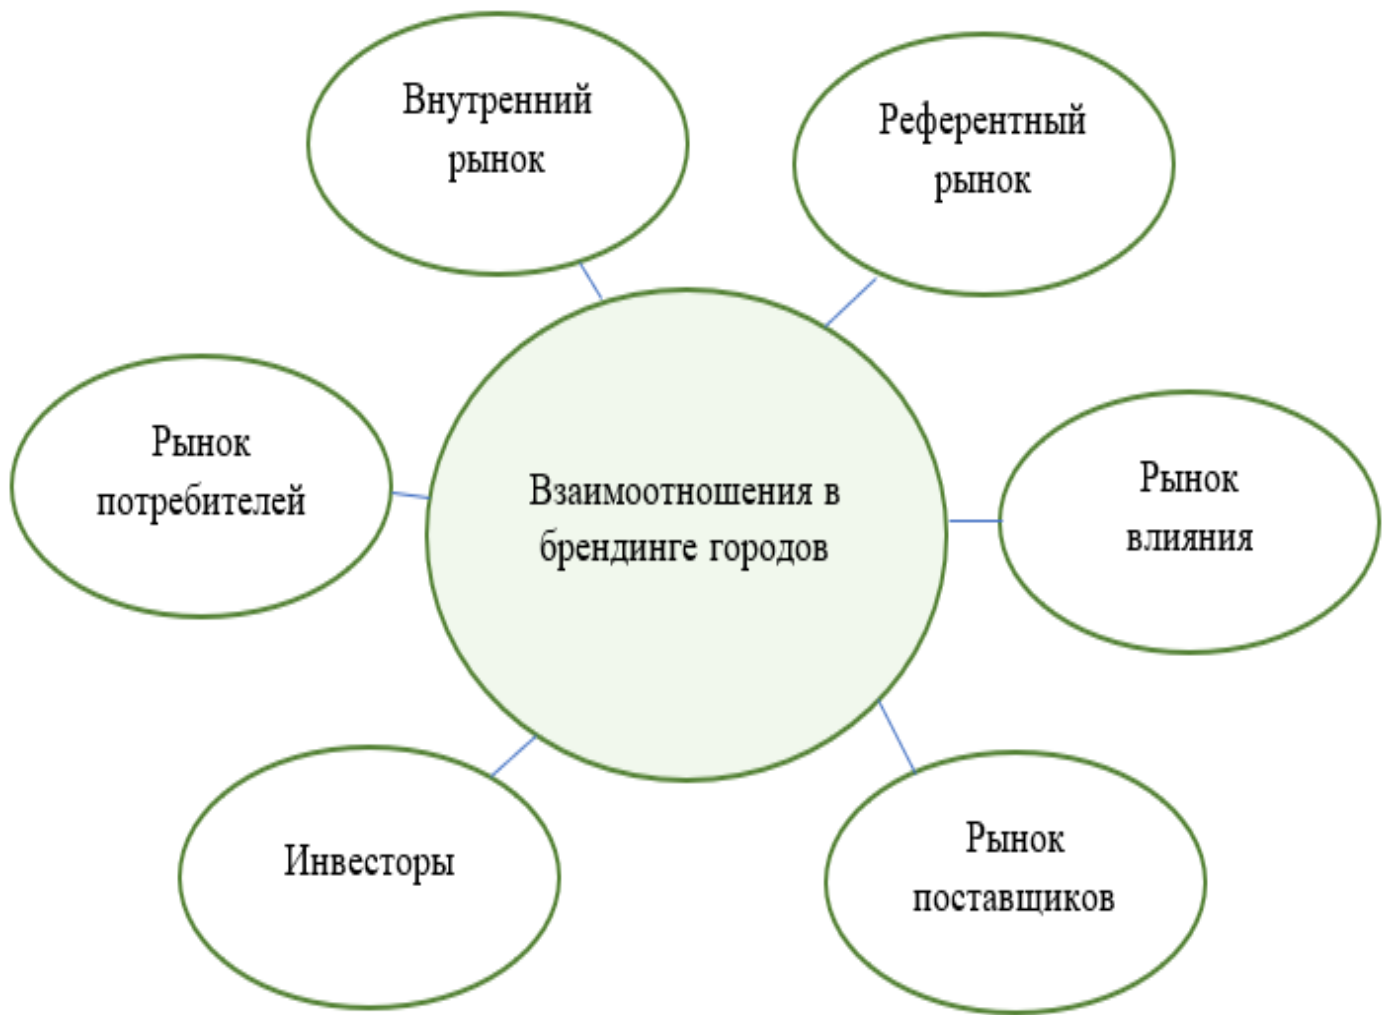 Внутренний
рынок
Референтный
рынок
Рынок
потребителей
Взаимоотношения в
брендинге городов
Рынок
влияния
Инвесторы
Рынок
поставщиков